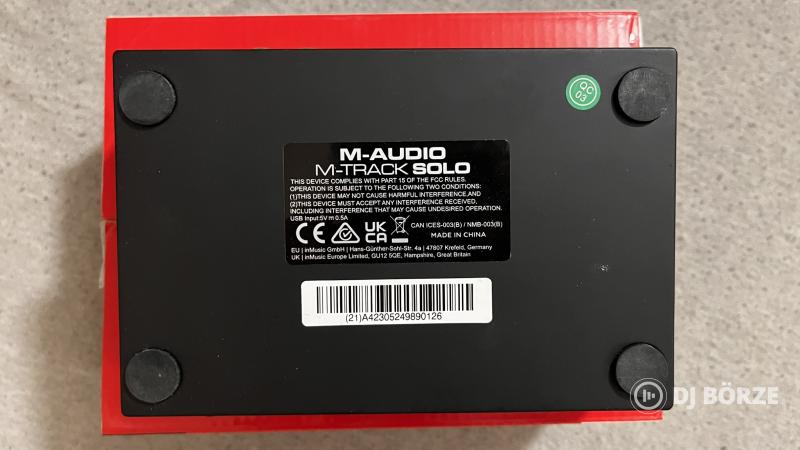 QC
03
M-AUDIO
M-TRACK SOLO
THIS DEVICE COMPLIES WITH PART 15 OF THE FCC RULES.
OPERATION IS SUBJECT TO THE FOLLOWING TWO CONDITIONS:
(1)THIS DEVICE MAY NOT CAUSE HARMFUL INTERFERENCE,AND
(2)THIS DEVICE MUST ACCEPT ANY INTERFERENCE RECEIVED,
INCLUDING INTERFERENCE THAT MAY CAUSE UNDESIRED OPERATION.
USB Input:5V⎓0.5A
CE UK CA CAN ICES-003(B) / NMB-003(B)
MADE IN CHINA
EU | inMusic GmbH | Hans-Günther-Sohl-Str. 4a | 47807 Krefeld, Germany
UK | inMusic Europe Limited, GU12 5QE, Hampshire, Great Britain
(21)A42305249890126
DJ BÖRZE